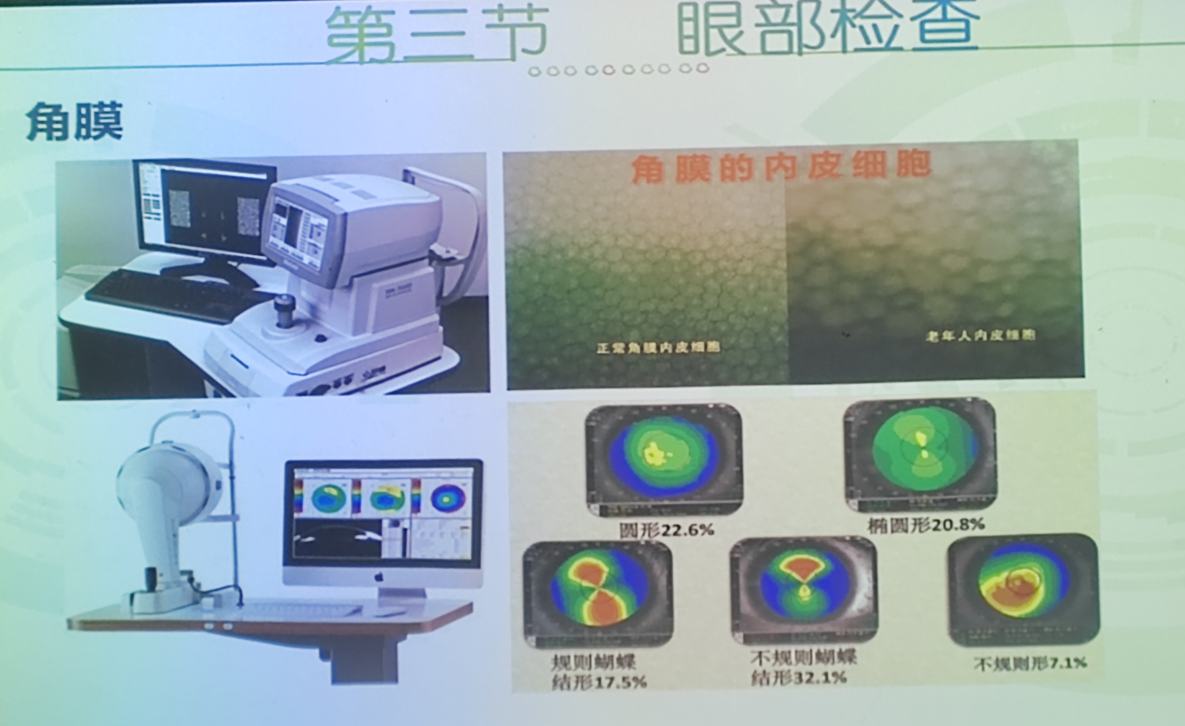 第三节 眼部检查
角膜
角膜的内皮细胞
正常角膜内皮细胞
老年人内皮细胞
圆形22.6%
椭圆形20.8%
规则蝴蝶
结形17.5%
不规则蝴蝶
结形32.1%
不规则形7.1%